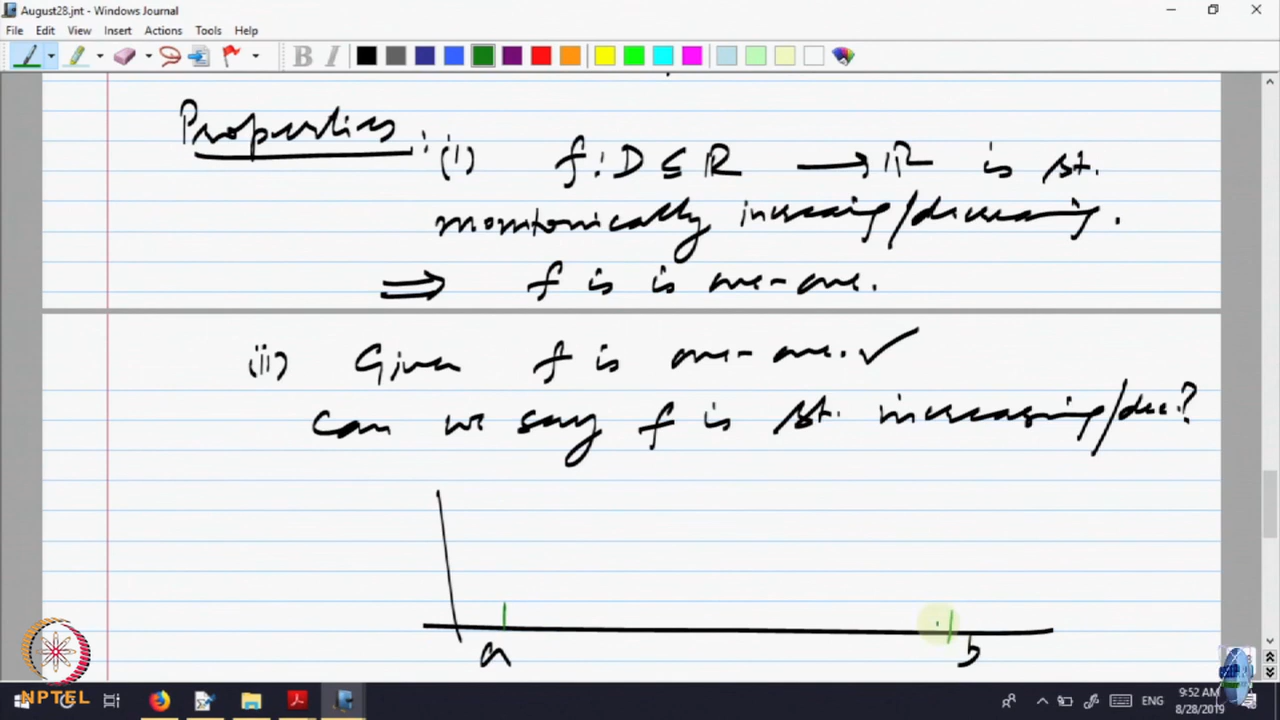 August28.jnt - Windows Journal
File Edit View Insert Actions Tools Help
B I
Properties : (i) f : D ⊆ ℝ → ℝ is st.
monotonically increasing/decreasing.
⇒ f is is one-one.
(ii) Given f is one-one. ✓
Can we say f is st. increasing/dec.?
a b
NPTEL
ENG
9:52 AM
8/28/2019